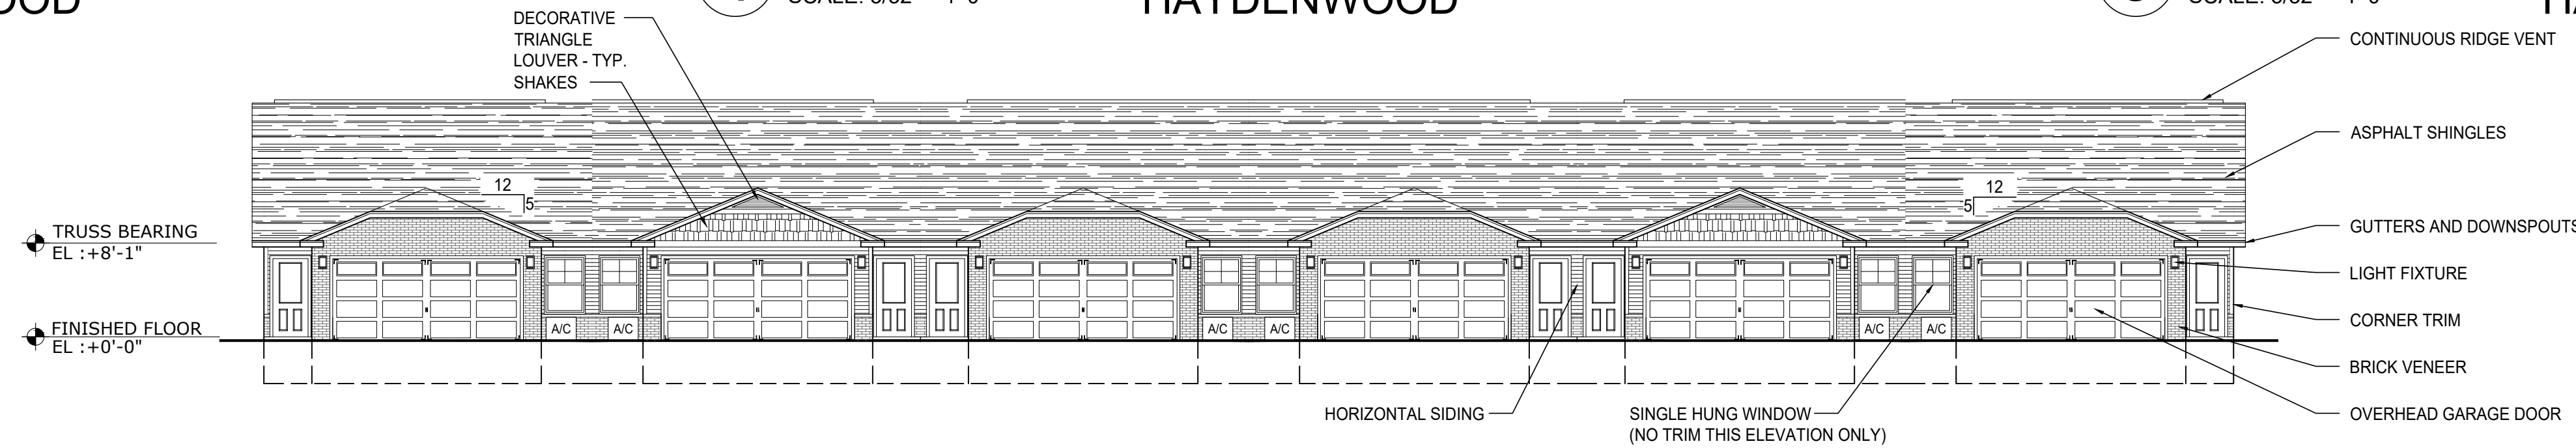 HAYDENWOOD
DECORATIVE
TRIANGLE
LOUVER - TYP.
SHAKES
CONTINUOUS RIDGE VENT
ASPHALT SHINGLES
12
5
12
5
TRUSS BEARING
EL :+8'-1"
GUTTERS AND DOWNSPOUTS
LIGHT FIXTURE
CORNER TRIM
FINISHED FLOOR
EL :+0'-0"
A/C
A/C
A/C
A/C
A/C
A/C
BRICK VENEER
OVERHEAD GARAGE DOOR
HORIZONTAL SIDING
SINGLE HUNG WINDOW
(NO TRIM THIS ELEVATION ONLY)